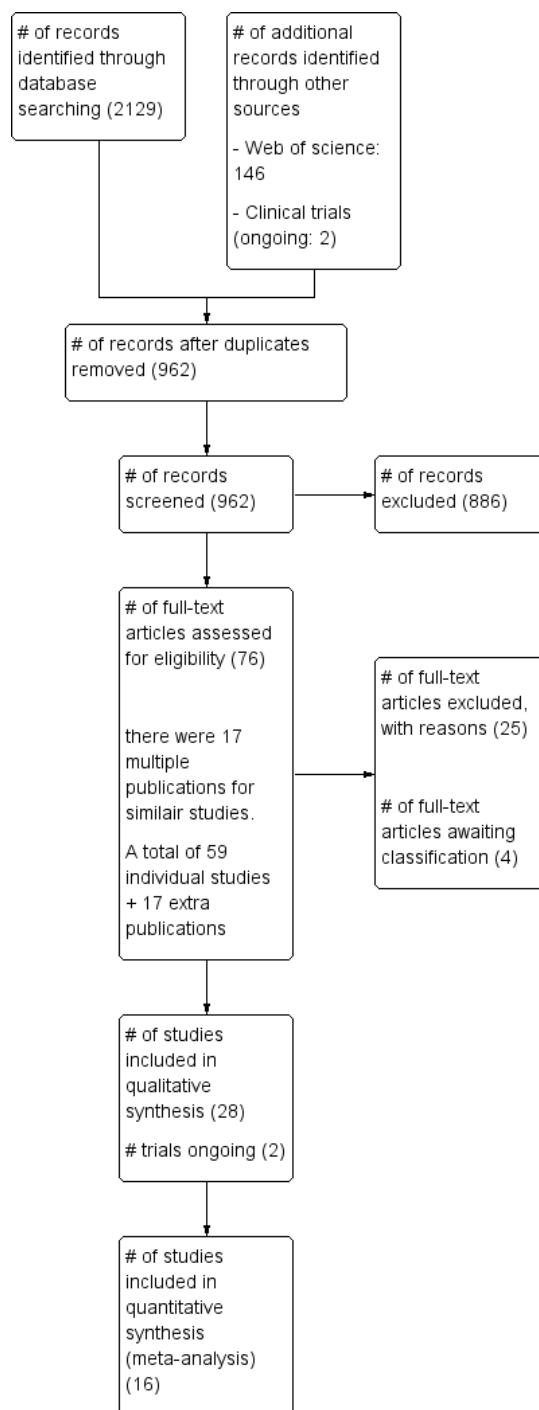 # of records
identified through
database
searching (2129)
# of additional
records identified
through other
sources
- Web of science:
146
- Clinical trials
(ongoing: 2)
# of records after duplicates
removed (962)
# of records
screened (962)
# of records
excluded (886)
# of full-text
articles assessed
for eligibility (76)
there were 17
multiple
publications for
similair studies.
A total of 59
individual studies
+ 17 extra
publications
# of full-text
articles excluded,
with reasons (25)
# of full-text
articles awaiting
classification (4)
# of studies
included in
qualitative
synthesis (28)
# trials ongoing (2)
# of studies
included in
quantitative
synthesis
(meta-analysis)
(16)